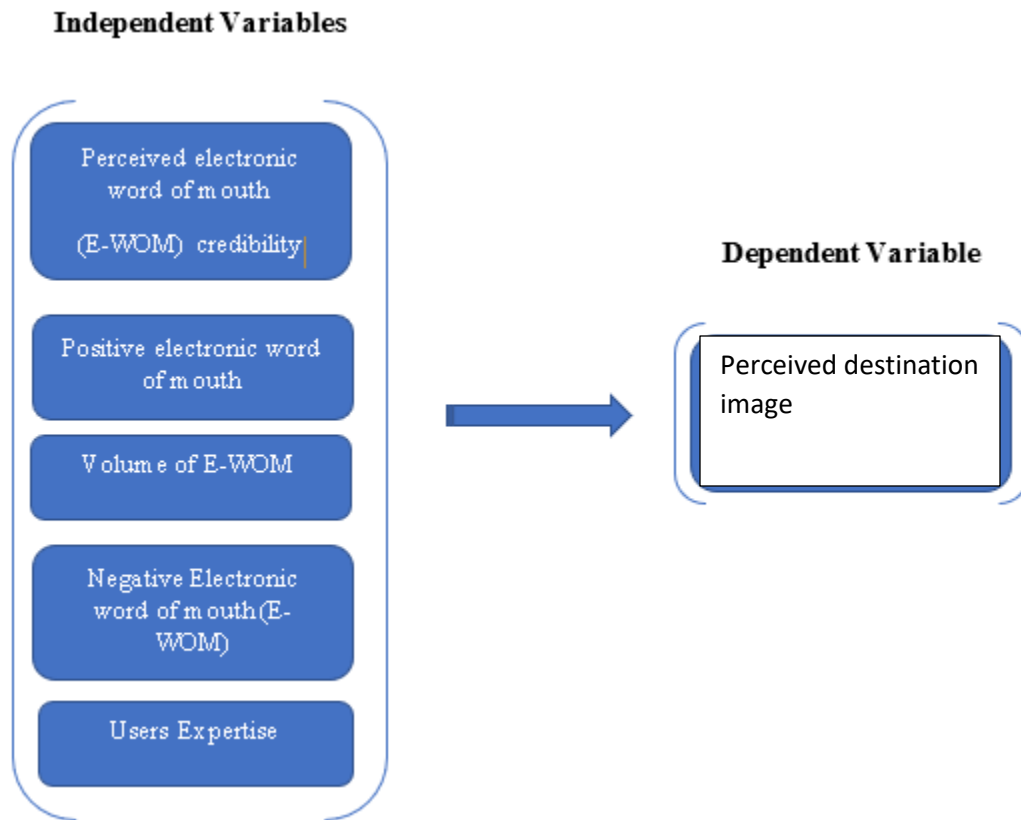 Independent Variables
Perceived electronic
word of mouth
(E-WOM) credibility
Positive electronic word
of mouth
Volume of E-WOM
Negative Electronic
word of mouth(E-
WOM)
Users Expertise
Dependent Variable
Perceived destination
image